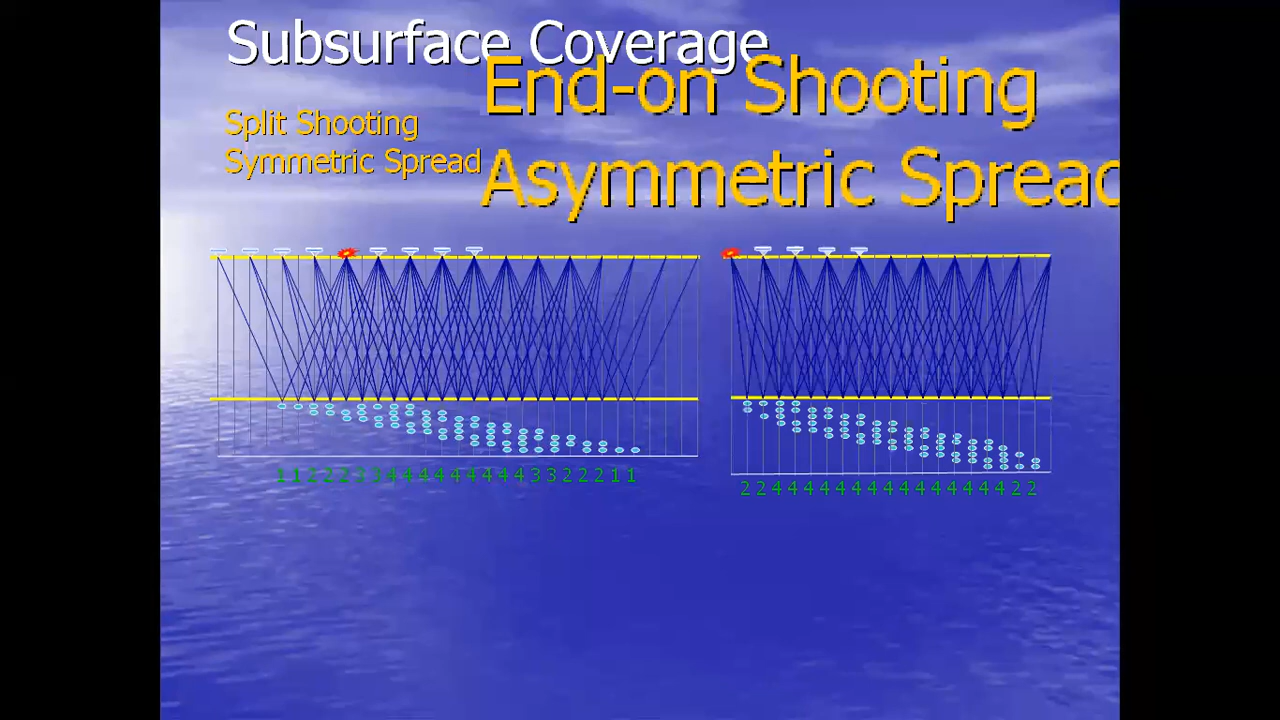 Subsurface Coverage
End-on Shooting
Asymmetric Spread
Split Shooting
Symmetric Spread
1 1 2 2 2 3 3 4 4 4 4 4 4 4 4 4 3 3 2 2 2 1 1
2 2 4 4 4 4 4 4 4 4 4 4 4 4 4 4 4 2 2